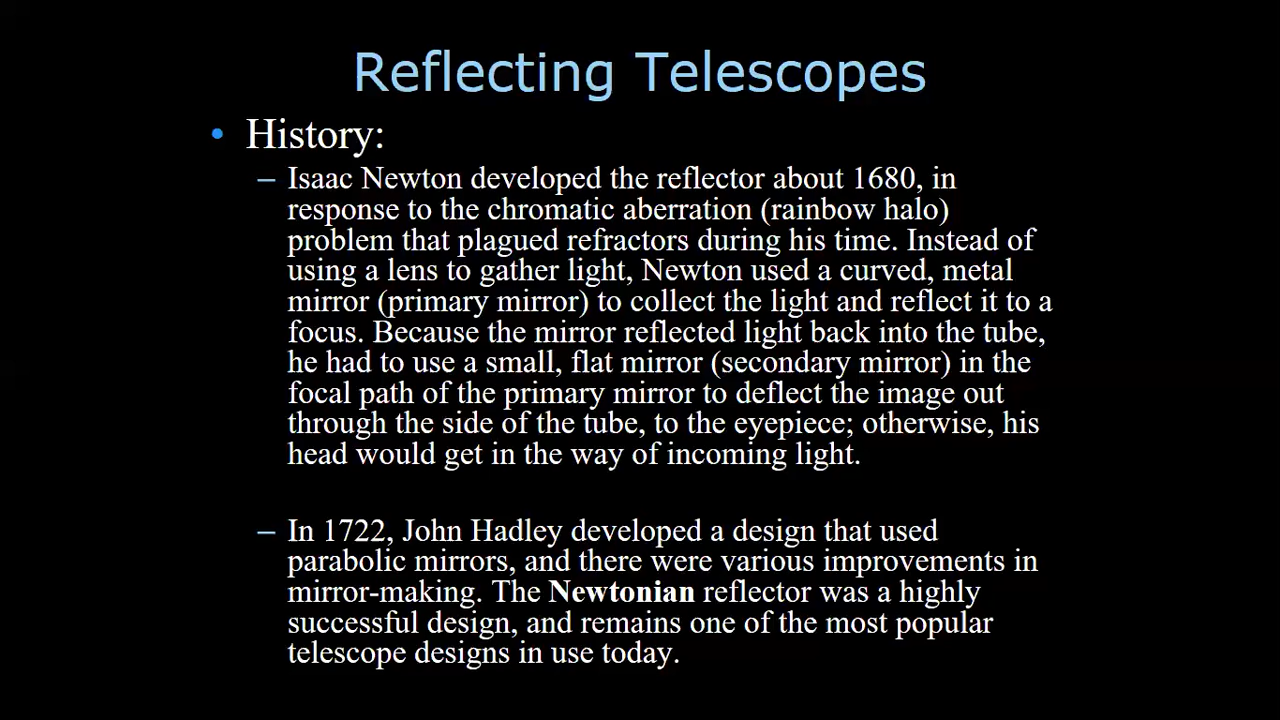 Reflecting Telescopes
• History:
– Isaac Newton developed the reflector about 1680, in
response to the chromatic aberration (rainbow halo)
problem that plagued refractors during his time. Instead of
using a lens to gather light, Newton used a curved, metal
mirror (primary mirror) to collect the light and reflect it to a
focus. Because the mirror reflected light back into the tube,
he had to use a small, flat mirror (secondary mirror) in the
focal path of the primary mirror to deflect the image out
through the side of the tube, to the eyepiece; otherwise, his
head would get in the way of incoming light.
– In 1722, John Hadley developed a design that used
parabolic mirrors, and there were various improvements in
mirror-making. The Newtonian reflector was a highly
successful design, and remains one of the most popular
telescope designs in use today.